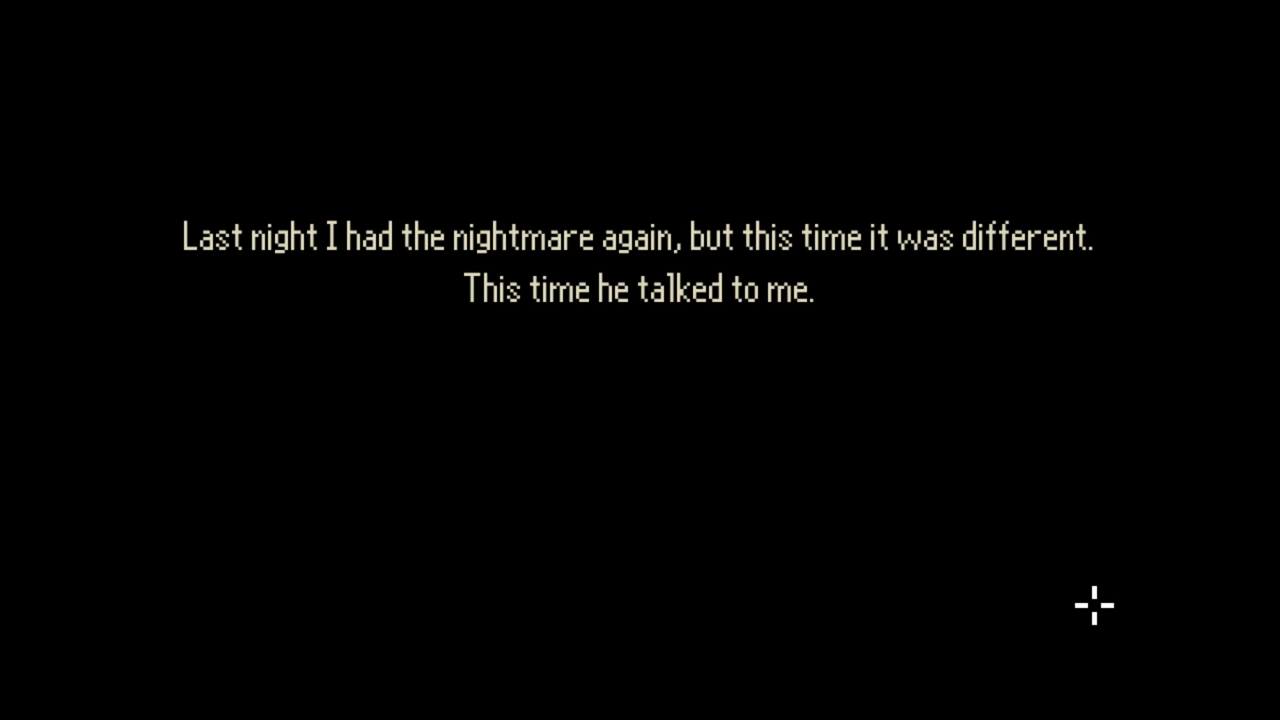 Last night I had the nightmare again, but this time it was different.
This time he talked to me.